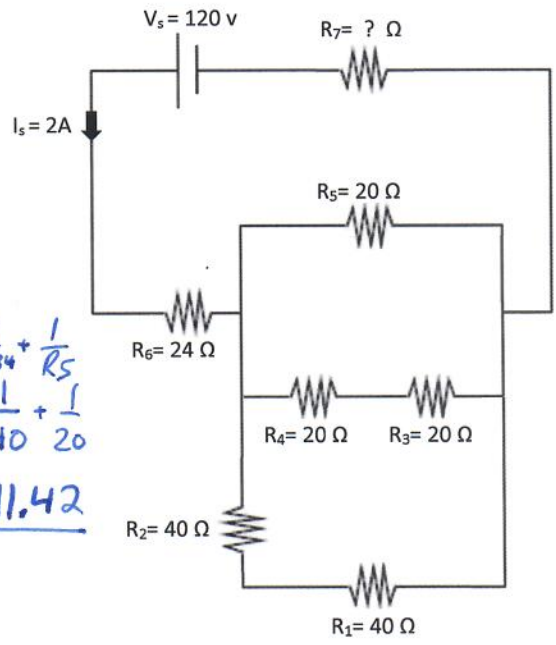 Vs = 120 v
R7= ? Ω
Is = 2A
R5= 20 Ω
R6= 24 Ω
+ 1/R5
+ 1/20
R4= 20 Ω R3= 20 Ω
11.42
R2= 40 Ω
R1= 40 Ω